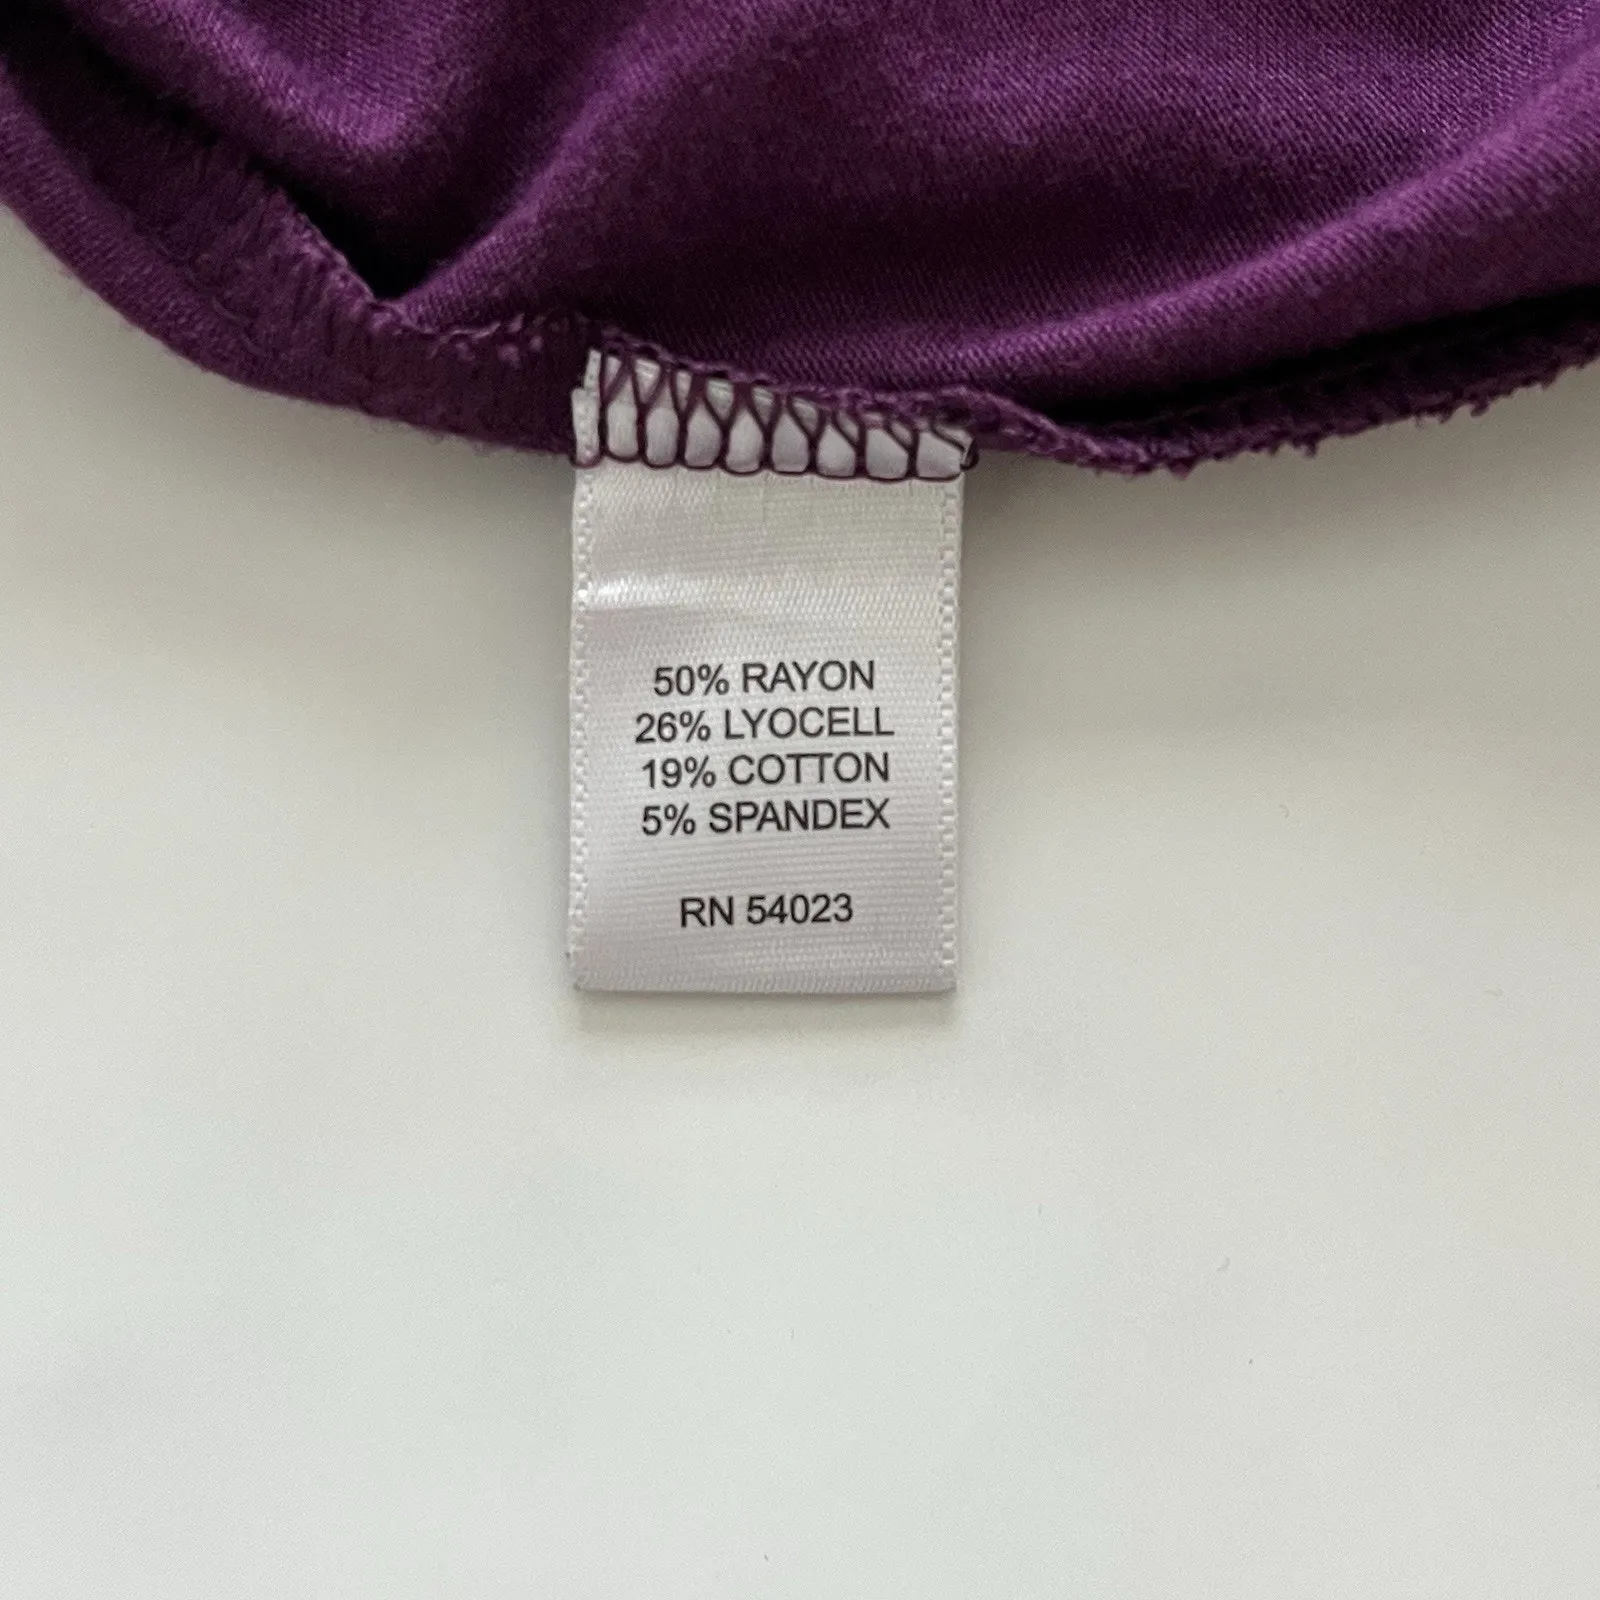 50% RAYON
26% LYOCELL
19% COTTON
5% SPANDEX
RN 54023